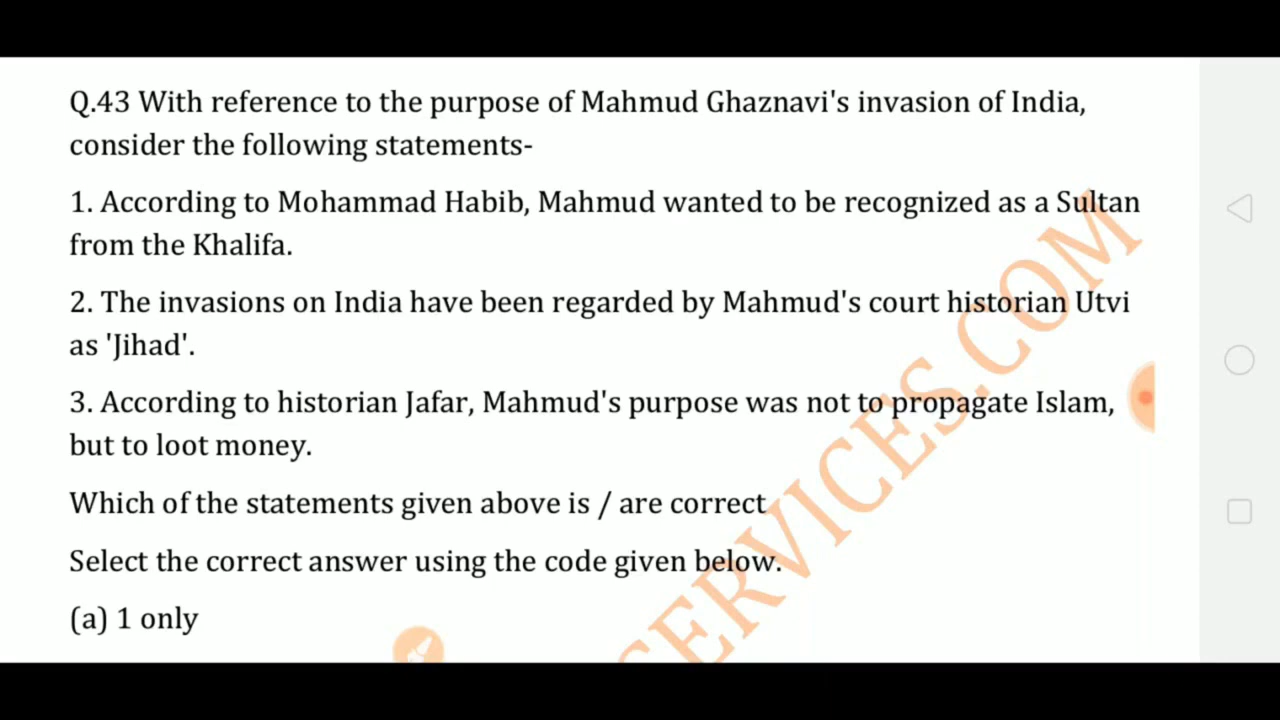 Q.43 With reference to the purpose of Mahmud Ghaznavi's invasion of India,
consider the following statements-
1. According to Mohammad Habib, Mahmud wanted to be recognized as a Sultan
from the Khalifa.
2. The invasions on India have been regarded by Mahmud's court historian Utvi
as 'Jihad'.
3. According to historian Jafar, Mahmud's purpose was not to propagate Islam,
but to loot money.
Which of the statements given above is / are correct
Select the correct answer using the code given below.
(a) 1 only
SERVICES.COM